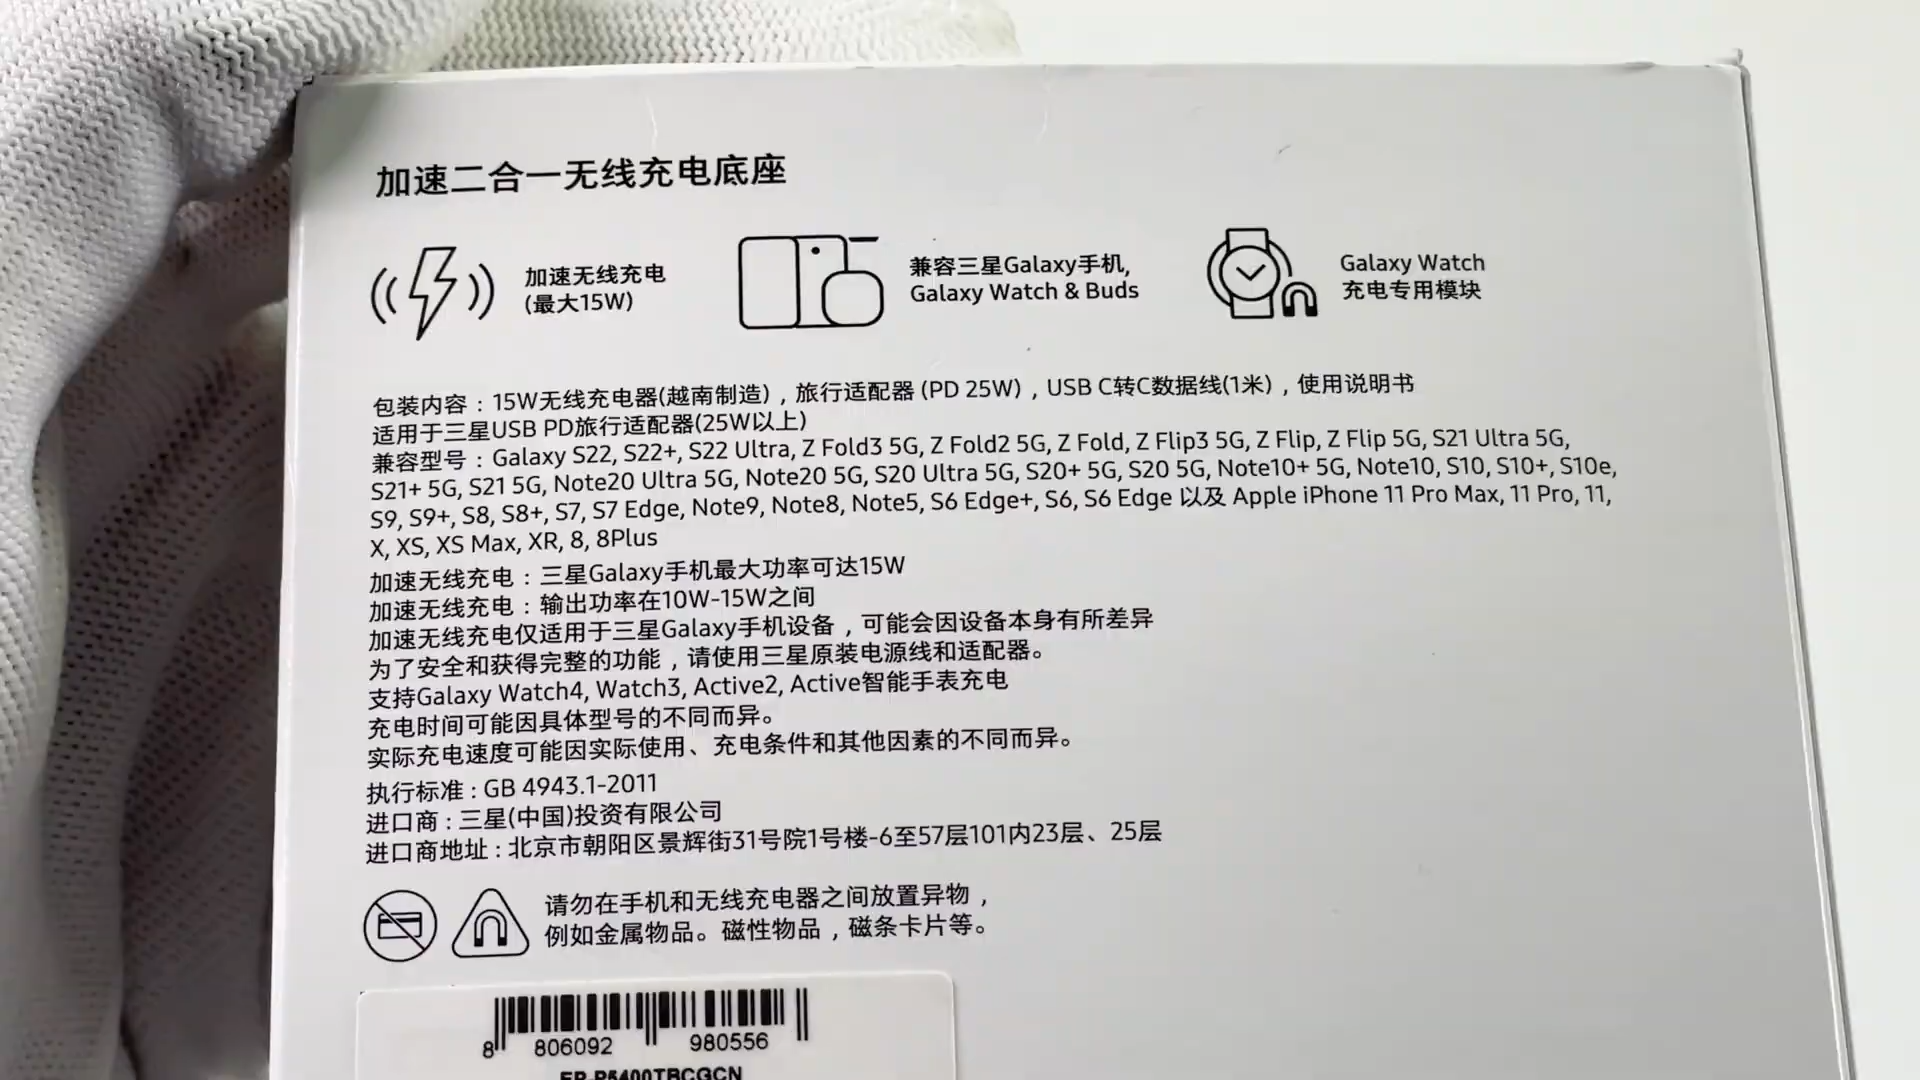 加速二合一无线充电底座
加速无线充电
(最大15W)
兼容三星Galaxy手机,
Galaxy Watch & Buds
Galaxy Watch
充电专用模块
包装内容：15W无线充电器(越南制造)，旅行适配器 (PD 25W)，USB C转C数据线(1米)，使用说明书
适用于三星USB PD旅行适配器(25W以上)
兼容型号：Galaxy S22, S22+, S22 Ultra, Z Fold3 5G, Z Fold2 5G, Z Fold, Z Flip3 5G, Z Flip, Z Flip 5G, S21 Ultra 5G,
S21+ 5G, S21 5G, Note20 Ultra 5G, Note20 5G, S20 Ultra 5G, S20+ 5G, S20 5G, Note10+ 5G, Note10, S10, S10+, S10e,
S9, S9+, S8, S8+, S7, S7 Edge, Note9, Note8, Note5, S6 Edge+, S6, S6 Edge 以及 Apple iPhone 11 Pro Max, 11 Pro, 11,
X, XS, XS Max, XR, 8, 8Plus
加速无线充电：三星Galaxy手机最大功率可达15W
加速无线充电：输出功率在10W-15W之间
加速无线充电仅适用于三星Galaxy手机设备，可能会因设备本身有所差异
为了安全和获得完整的功能，请使用三星原装电源线和适配器。
支持Galaxy Watch4, Watch3, Active2, Active智能手表充电
充电时间可能因具体型号的不同而异。
实际充电速度可能因实际使用、充电条件和其他因素的不同而异。
执行标准：GB 4943.1-2011
进口商：三星(中国)投资有限公司
进口商地址：北京市朝阳区景辉街31号院1号楼-6至57层101内23层、25层
请勿在手机和无线充电器之间放置异物，
例如金属物品。磁性物品，磁条卡片等。
8 806092 980556
EP-P5400TBCGCN